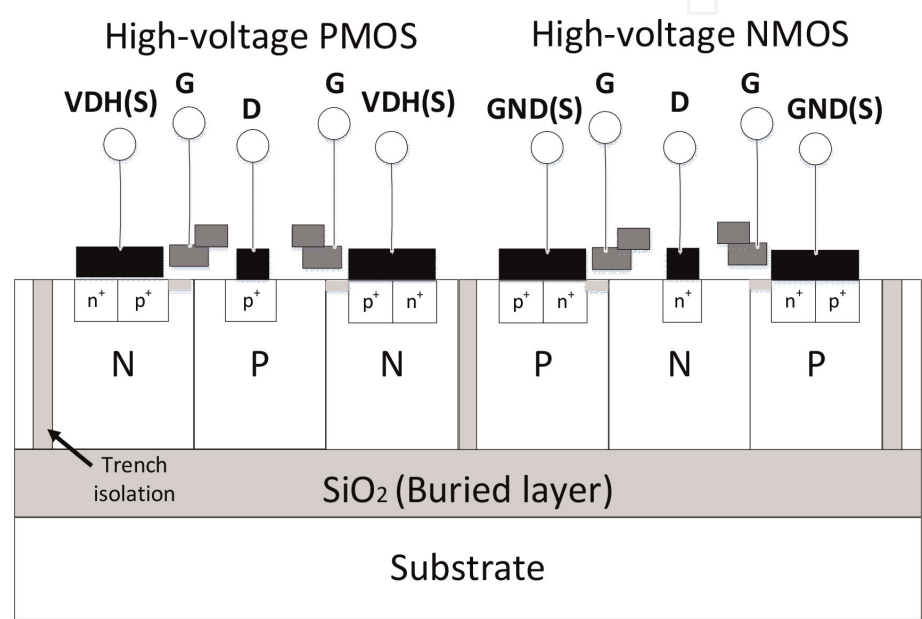 High-voltage PMOS
High-voltage NMOS
VDH(S)
G
D
G
VDH(S)
GND(S)
G
D
G
GND(S)
n+
p+
p+
p+
n+
p+
n+
n+
n+
p+
N
P
N
P
N
P
Trench
isolation
SiO2 (Buried layer)
Substrate